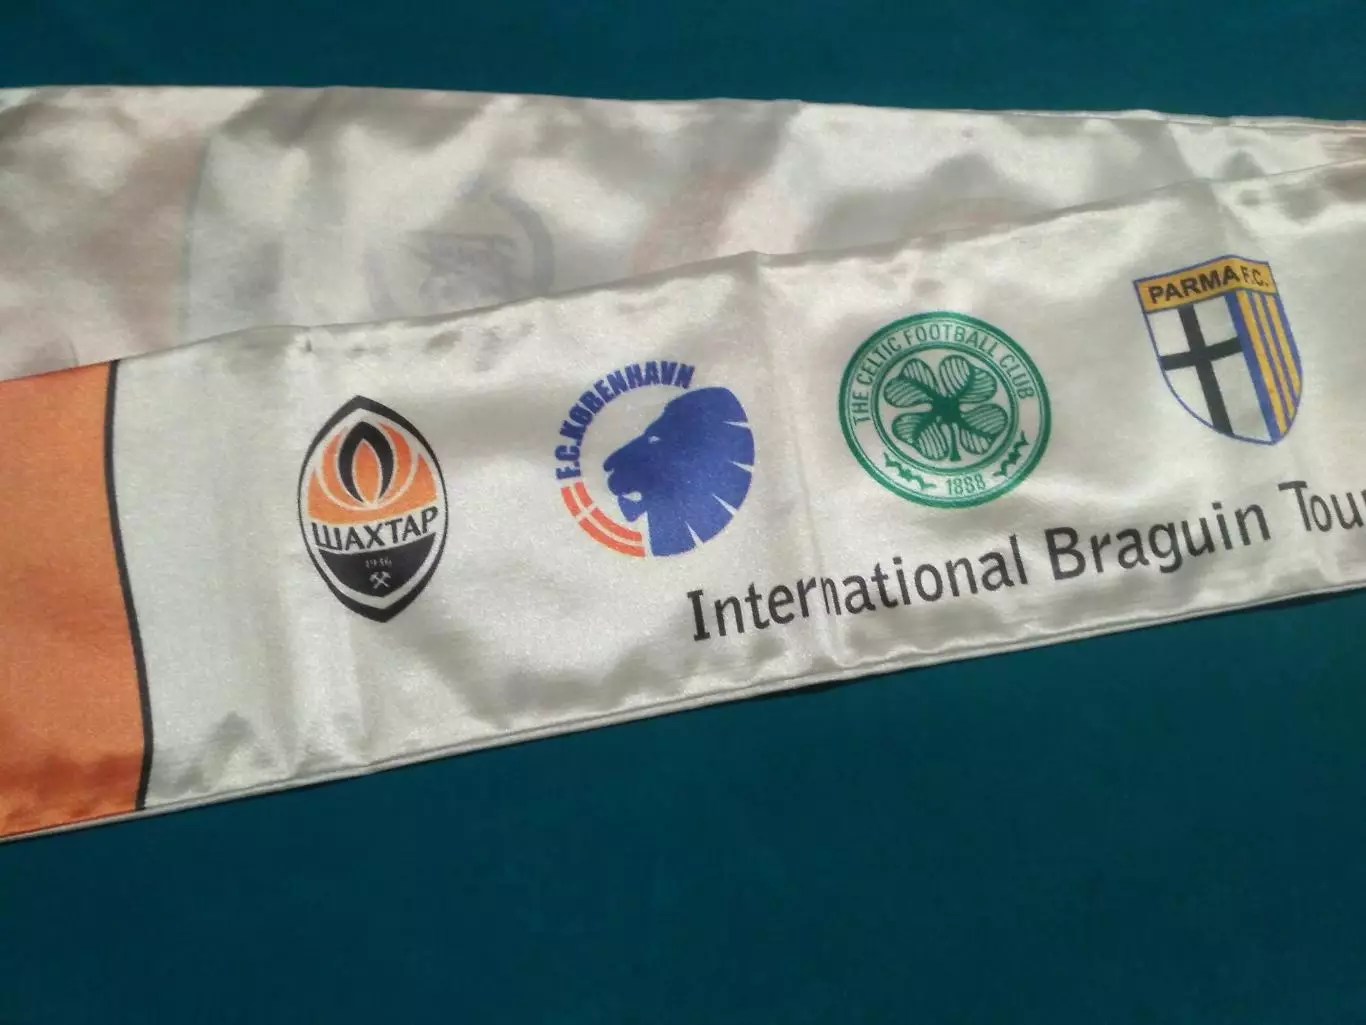 ШАХТАР
1936
F.C.KØBENHAVN
THE CELTIC FOOTBALL CLUB
1888
PARMA F.C.
International Braguin Tou